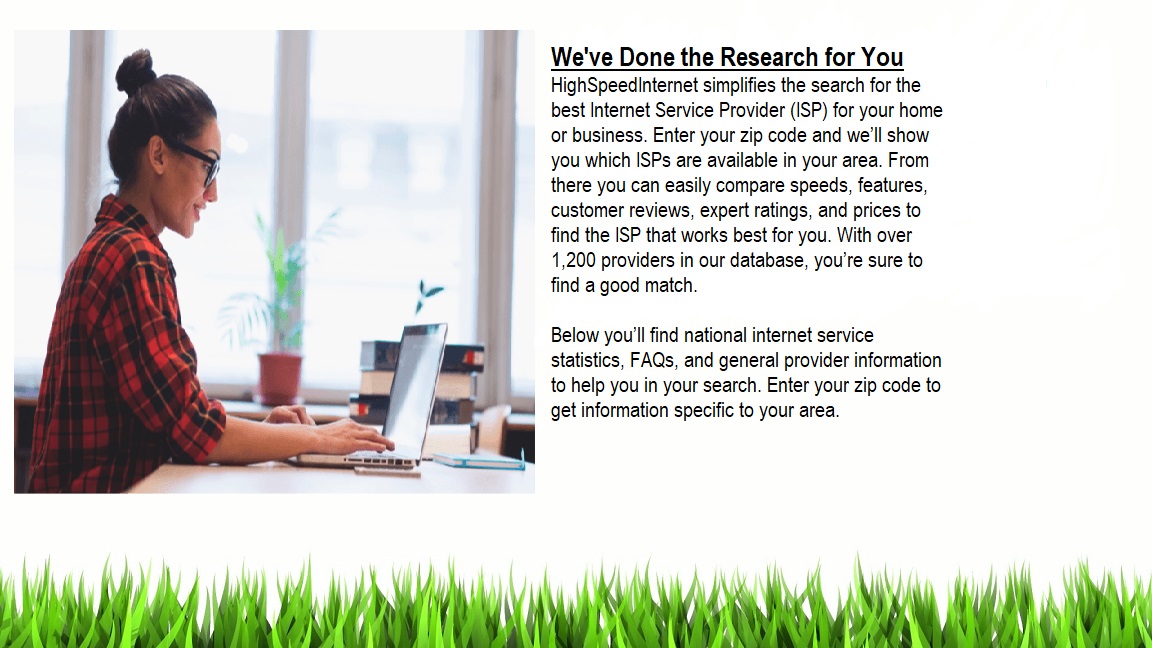 We've Done the Research for You
HighSpeedInternet simplifies the search for the
best Internet Service Provider (ISP) for your home
or business. Enter your zip code and we’ll show
you which ISPs are available in your area. From
there you can easily compare speeds, features,
customer reviews, expert ratings, and prices to
find the ISP that works best for you. With over
1,200 providers in our database, you’re sure to
find a good match.
Below you’ll find national internet service
statistics, FAQs, and general provider information
to help you in your search. Enter your zip code to
get information specific to your area.